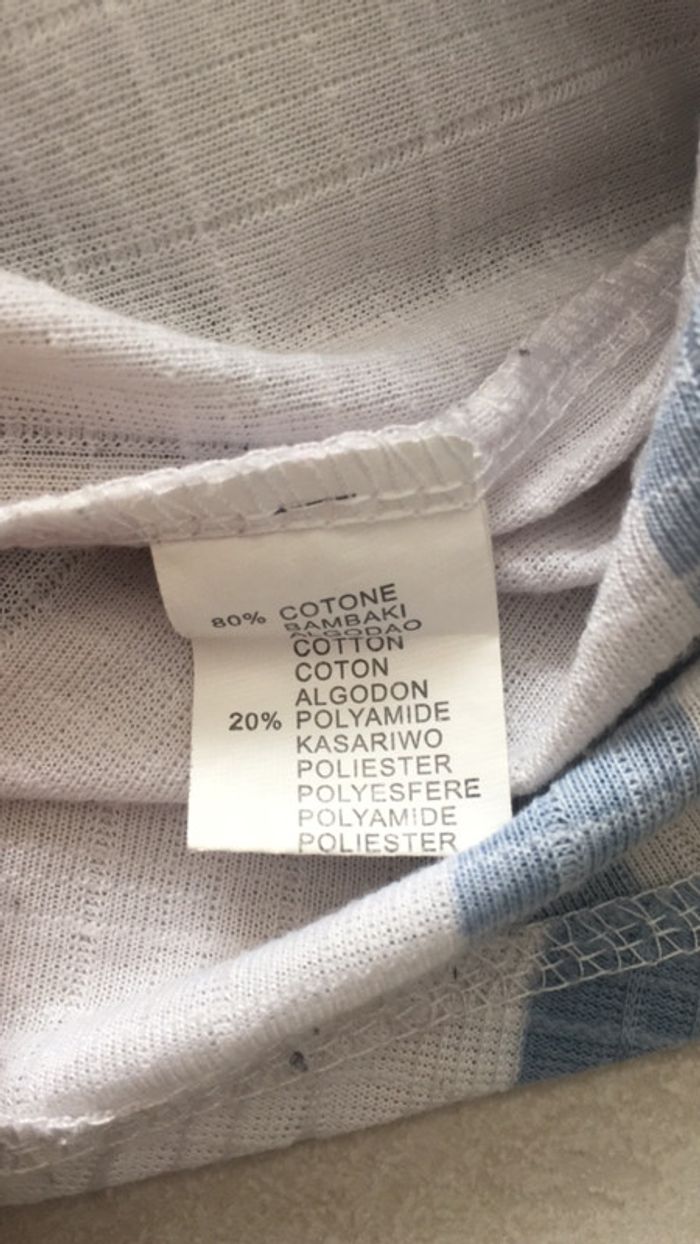 80% COTONE
BAMBAKI
ALGODAO
COTTON
COTON
ALGODON
20% POLYAMIDE
KASARIWO
POLIESTER
POLYESFERE
POLYAMIDE
POLIESTER